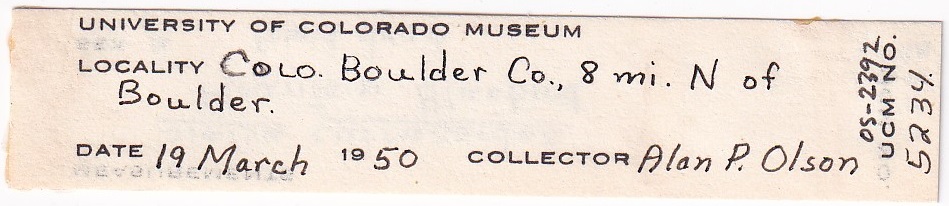 UNIVERSITY OF COLORADO MUSEUM
LOCALITY COLO. Boulder Co., 8 mi. N of
Boulder.
DATE 19 March 1950 COLLECTOR Alan P. Olson
OS-2392
UCM NO.
5234.